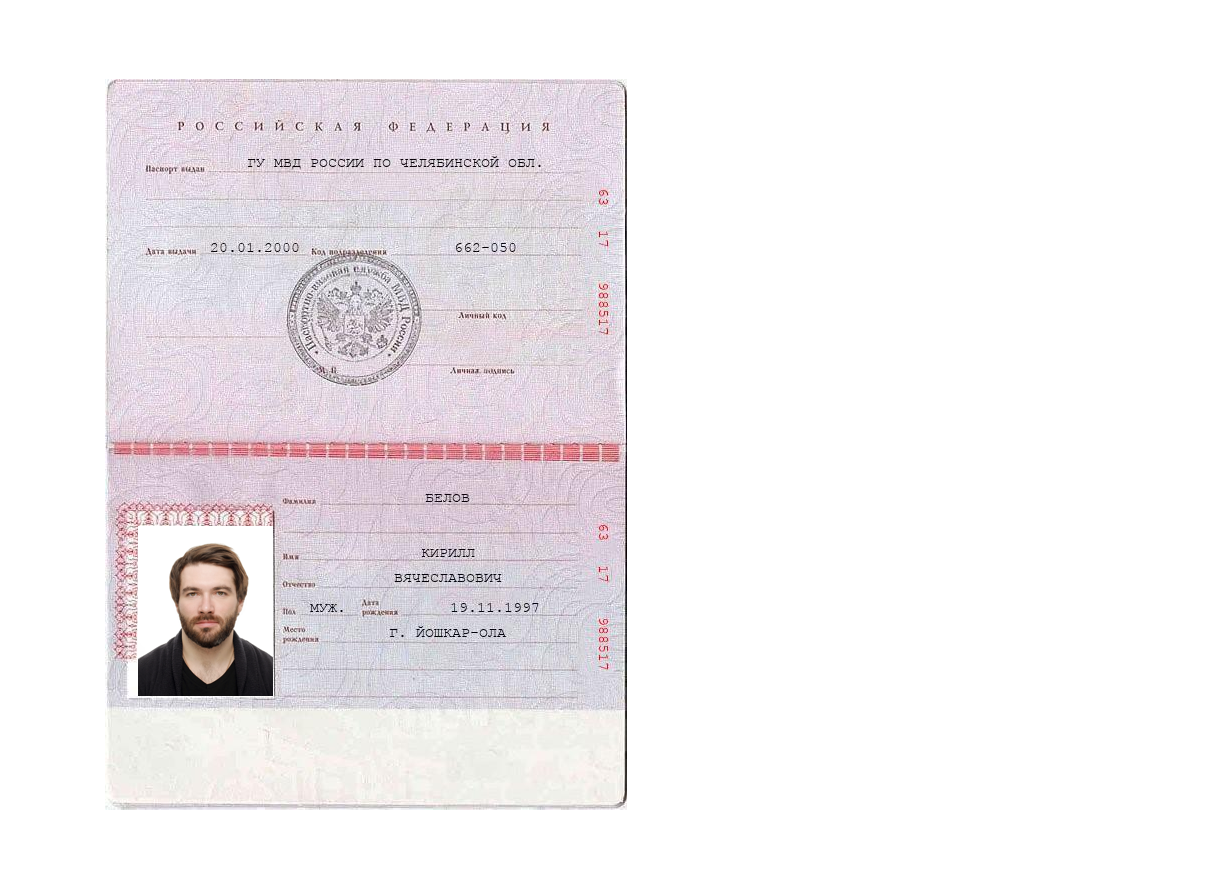 РОССИЙСКАЯ ФЕДЕРАЦИЯ
Паспорт выдан ГУ МВД РОССИИ ПО ЧЕЛЯБИНСКОЙ ОБЛ.
Дата выдачи 20.01.2000 Код подразделения 662-050
Паспортно-визовая служба МВД России
Личный код
М.П.
Личная подпись
63 17 988517
Фамилия БЕЛОВ
Имя КИРИЛЛ
Отчество ВЯЧЕСЛАВОВИЧ
Пол МУЖ. Дата рождения 19.11.1997
Место рождения Г. ЙОШКАР-ОЛА
63 17 988517